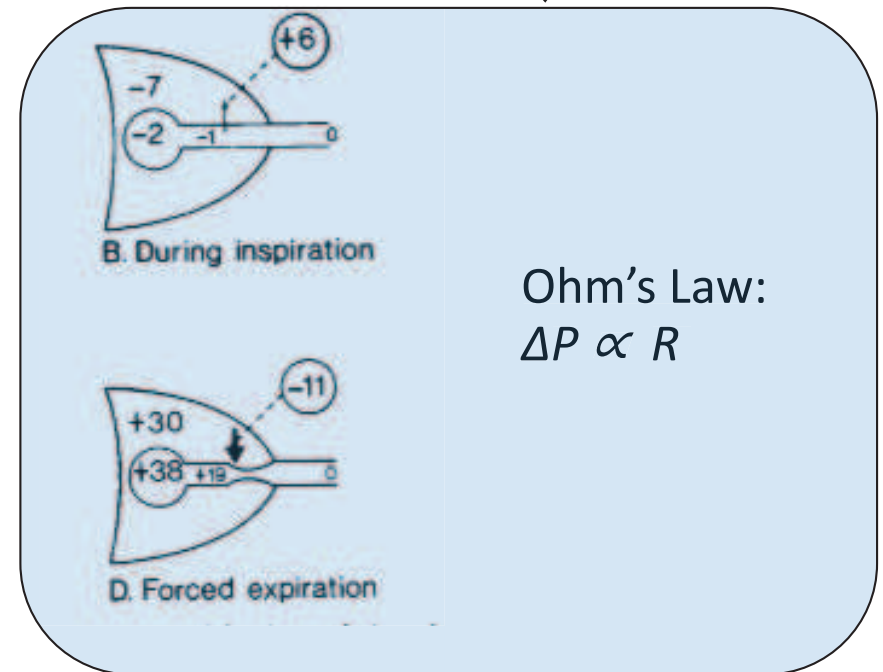 +6
-7
-2
-1
0
B. During inspiration
Ohm's Law:
ΔP ∝ R
-11
+30
+38
+19
0
D. Forced expiration